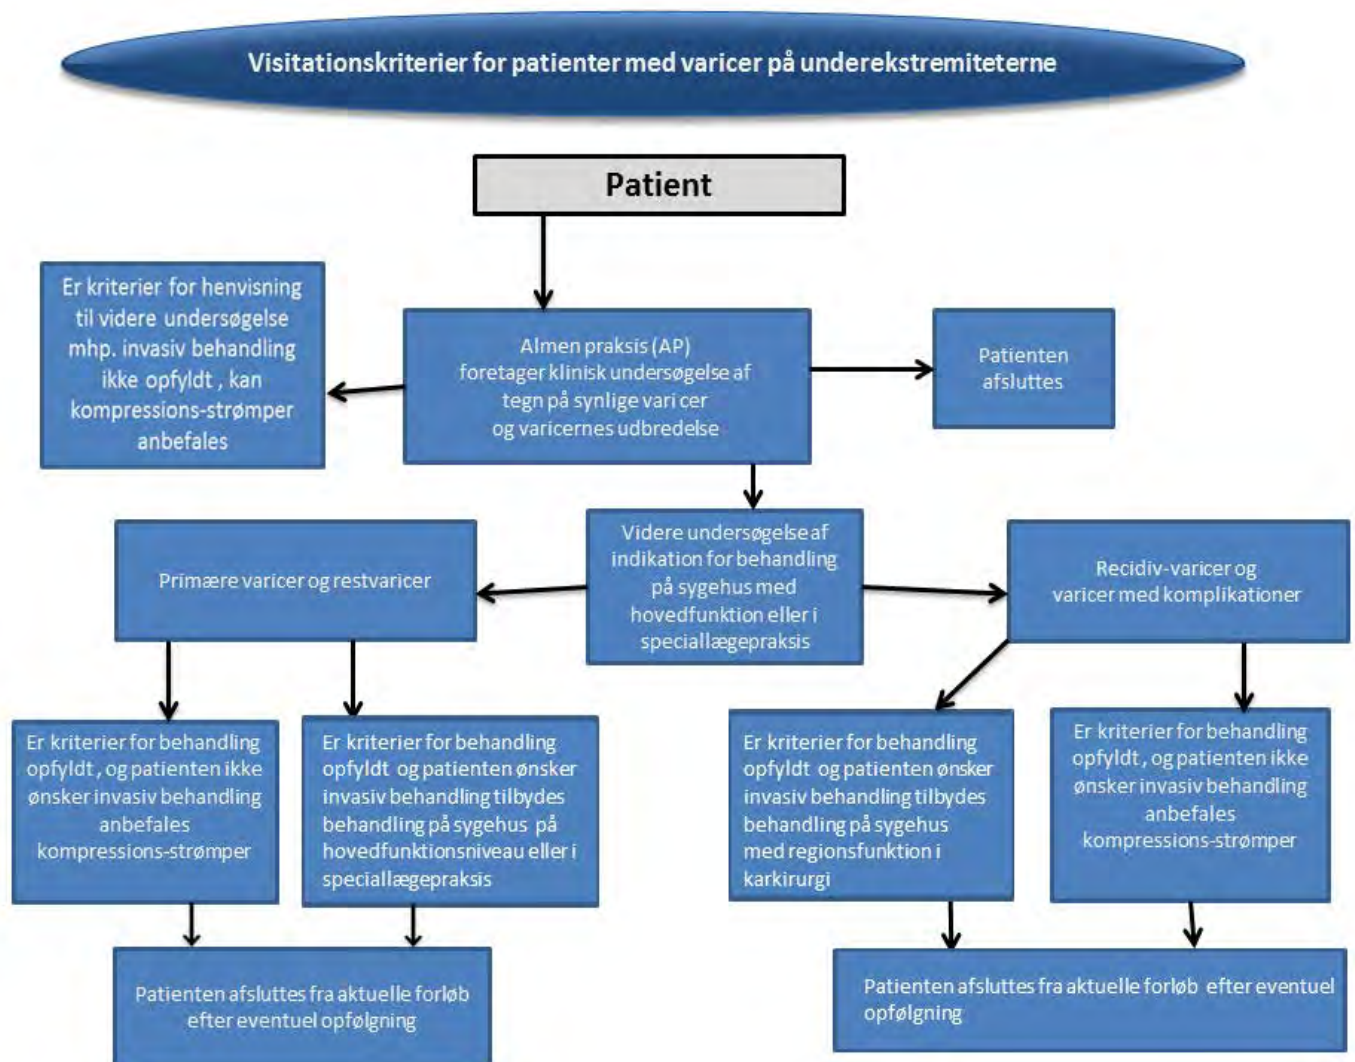 Visitationskriterier for patienter med varicer på underekstremiteterne
Patient
Er kriterier for henvisning
til videre undersøgelse
mhp. invasiv behandling
ikke opfyldt , kan
kompressions-strømper
anbefales
Almen praksis (AP)
foretager klinisk undersøgelse af
tegn på synlige varicer
og varicernes udbredelse
Patienten
afsluttes
Primære varicer og restvaricer
Videre undersøgelse af
indikation for behandling
på sygehus med
hovedfunktion eller i
speciallægepraksis
Recidiv-varicer og
varicer med komplikationer
Er kriterier for behandling
opfyldt , og patienten ikke
ønsker invasiv behandling
anbefales
kompressions-strømper
Er kriterier for behandling
opfyldt og patienten ønsker
invasiv behandling tilbydes
behandling på sygehus på
hovedfunktionsniveau eller i
speciallægepraksis
Er kriterier for behandling
opfyldt og patienten ønsker
invasiv behandling tilbydes
behandling på sygehus
med regionsfunktion i
karkirurgi
Er kriterier for behandling
opfyldt , og patienten ikke
ønsker invasiv behandling
anbefales
kompressions-strømper
Patienten afsluttes fra aktuelle forløb
efter eventuel opfølgning
Patienten afsluttes fra aktuelle forløb efter eventuel
opfølgning